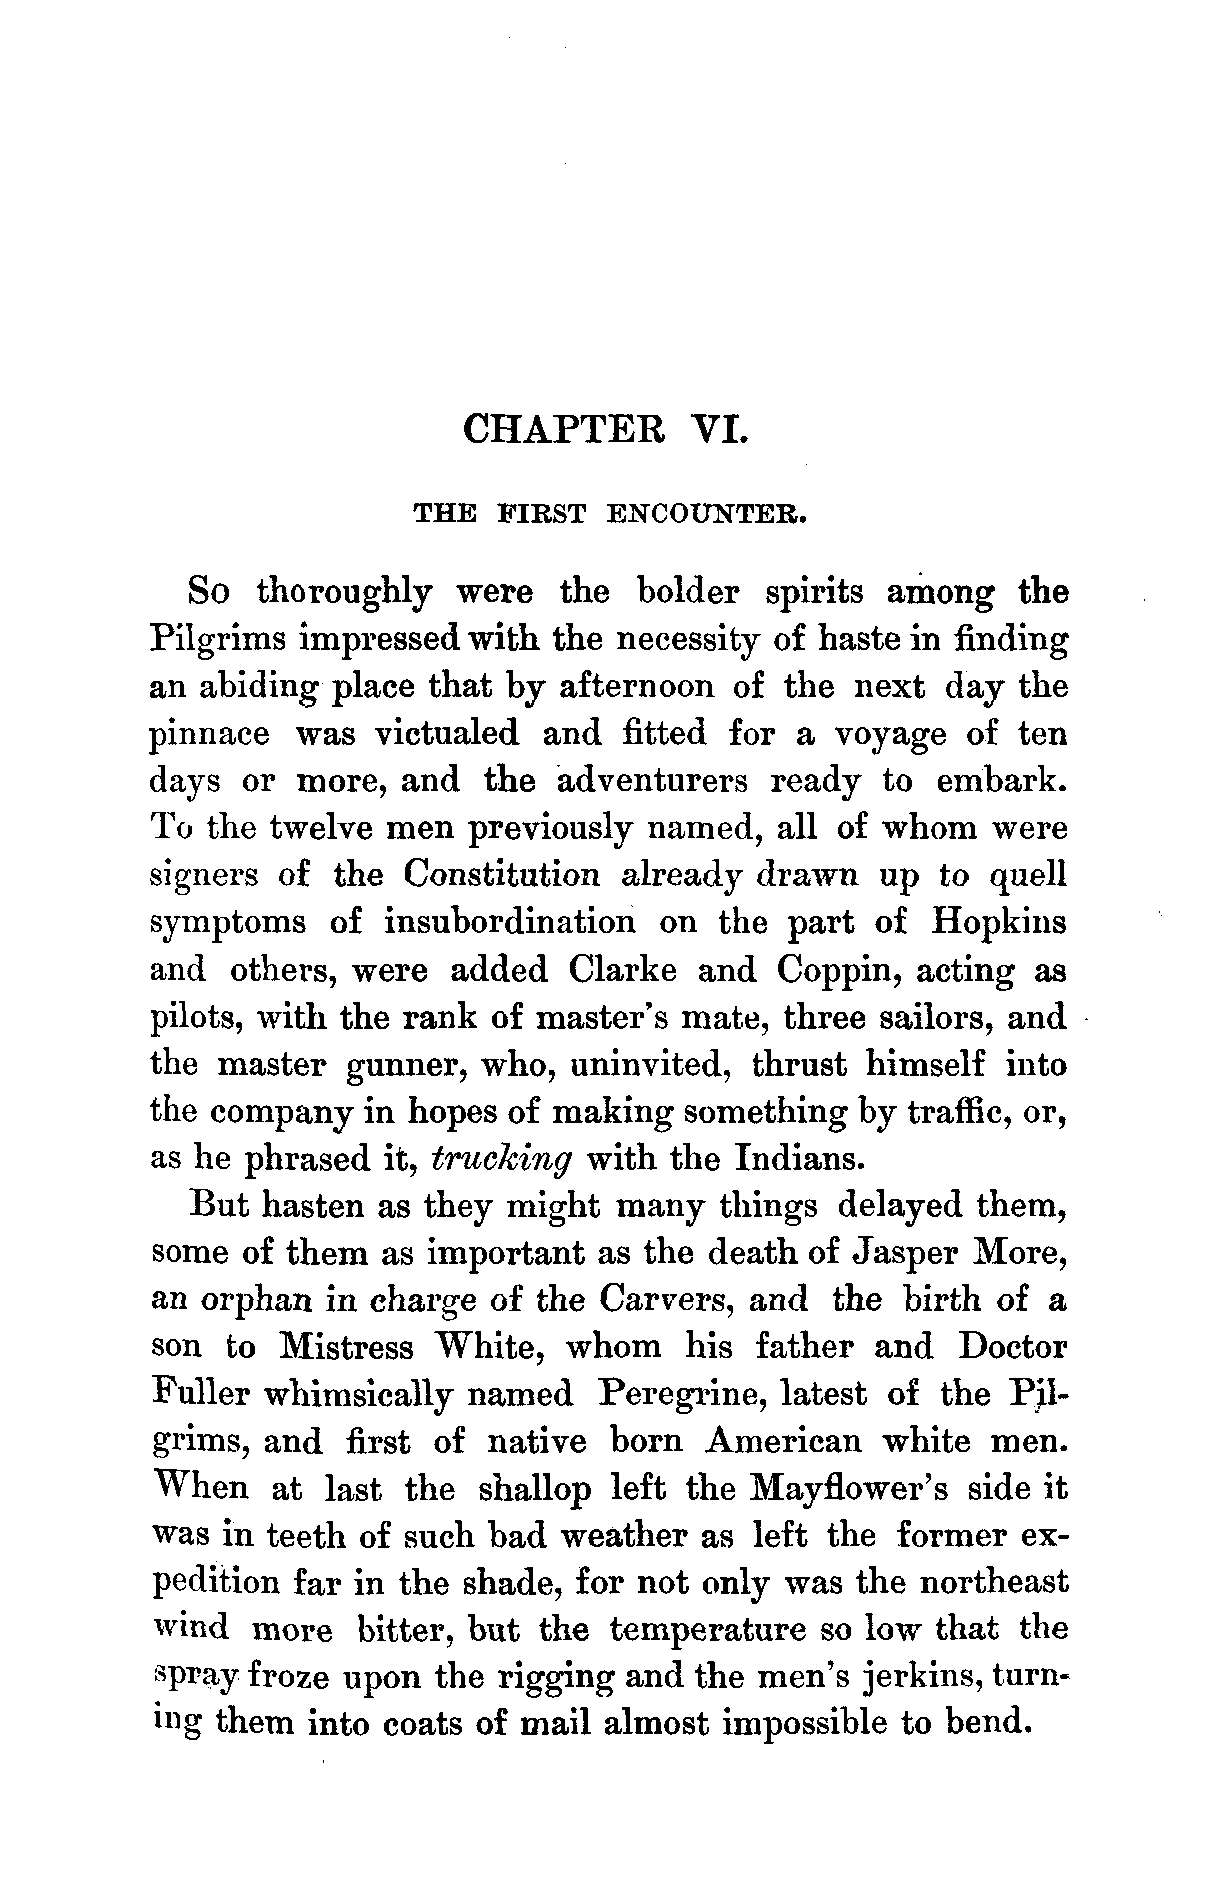 CHAPTER VI.
THE FIRST ENCOUNTER.
So thoroughly were the bolder spirits among the
Pilgrims impressed with the necessity of haste in finding
an abiding place that by afternoon of the next day the
pinnace was victualed and fitted for a voyage of ten
days or more, and the adventurers ready to embark.
To the twelve men previously named, all of whom were
signers of the Constitution already drawn up to quell
symptoms of insubordination on the part of Hopkins
and others, were added Clarke and Coppin, acting as
pilots, with the rank of master's mate, three sailors, and
the master gunner, who, uninvited, thrust himself into
the company in hopes of making something by traffic, or,
as he phrased it, trucking with the Indians.
But hasten as they might many things delayed them,
some of them as important as the death of Jasper More,
an orphan in charge of the Carvers, and the birth of a
son to Mistress White, whom his father and Doctor
Fuller whimsically named Peregrine, latest of the Pil-
grims, and first of native born American white men.
When at last the shallop left the Mayflower's side it
was in teeth of such bad weather as left the former ex-
pedition far in the shade, for not only was the northeast
wind more bitter, but the temperature so low that the
spray froze upon the rigging and the men's jerkins, turn-
ing them into coats of mail almost impossible to bend.